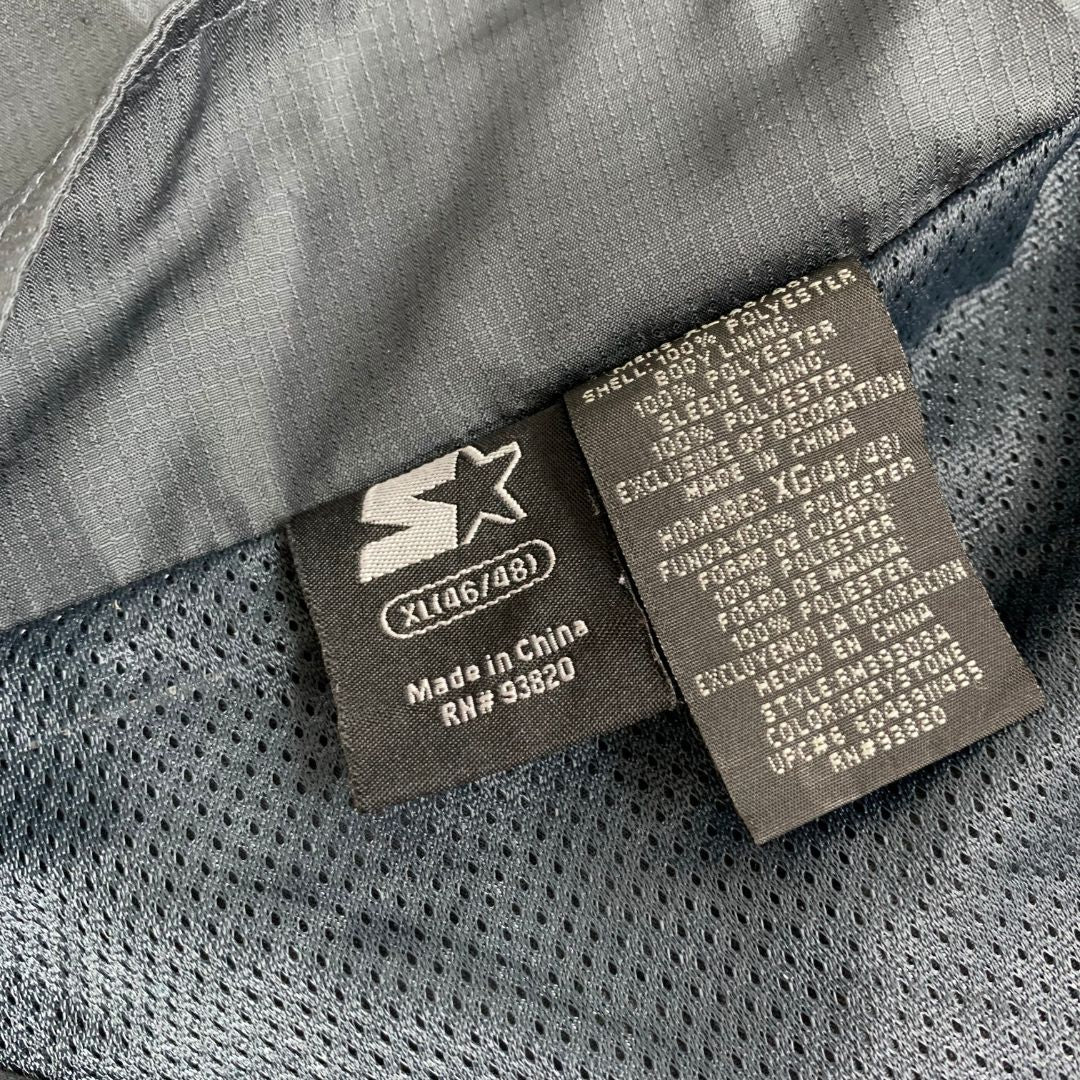 XL(46/48)
Made in China
RN# 93820
SHELL: 100% POLYESTER
BODY LINING:
100% POLYESTER
SLEEVE LINING:
100% POLYESTER
EXCLUSIVE OF DECORATION
MADE IN CHINA
HOMBRES XG(46/48)
FUNDA 100% POLIESTER
FORRO DE CUERPO
100% POLIESTER
FORRO DE MANGA
100% POLIESTER
EXCLUYENDO LA DECORACION
HECHO EN CHINA
COLOR:GREYSTONE